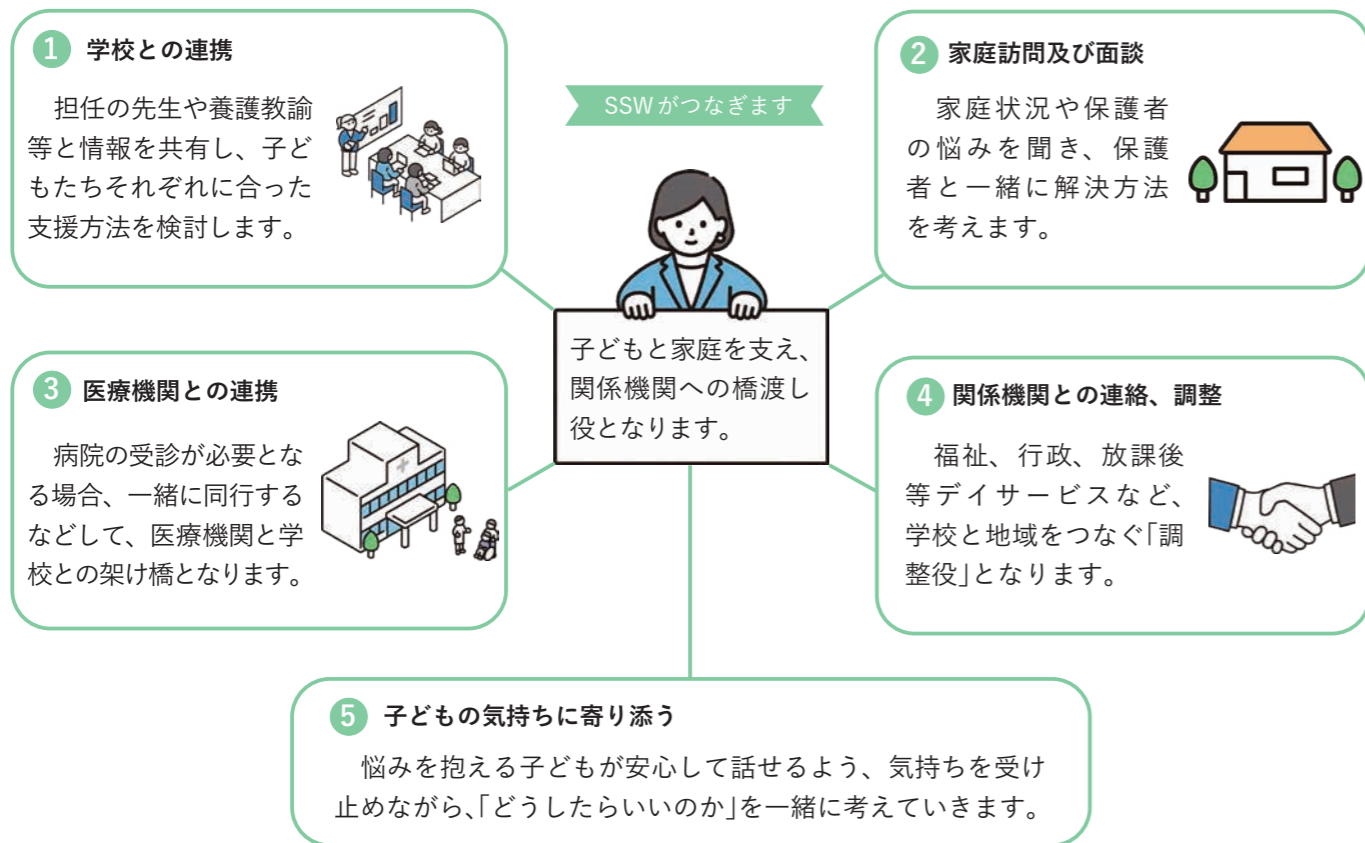 1 学校との連携
担任の先生や養護教諭
等と情報を共有し、子ど
もたちそれぞれに合った
支援方法を検討します。
SSWがつなぎます
2 家庭訪問及び面談
家庭状況や保護者
の悩みを聞き、保護
者と一緒に解決方法
を考えます。
子どもと家庭を支え、
関係機関への橋渡し
役となります。
3 医療機関との連携
病院の受診が必要とな
る場合、一緒に同行する
などして、医療機関と学
校との架け橋となります。
4 関係機関との連絡、調整
福祉、行政、放課後
等デイサービスなど、
学校と地域をつなぐ「調
整役」となります。
5 子どもの気持ちに寄り添う
悩みを抱える子どもが安心して話せるよう、気持ちを受け
止めながら、「どうしたらいいのか」を一緒に考えていきます。